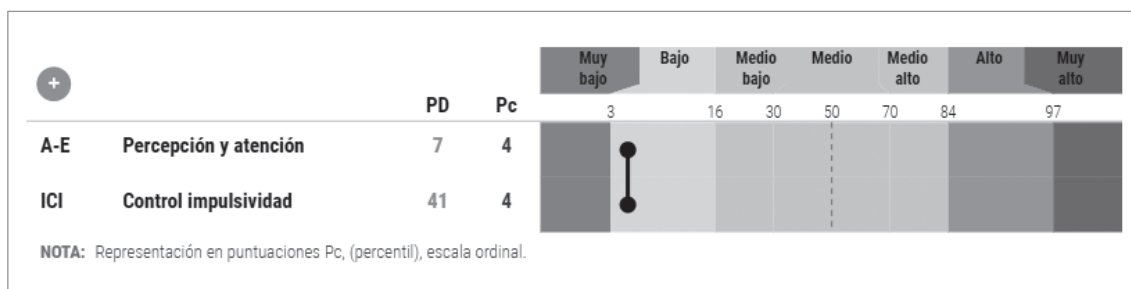 Muy bajo Bajo Medio bajo Medio Medio alto Alto Muy alto
+
PD Pc 3 16 30 50 70 84 97
A-E Percepción y atención 7 4
ICI Control impulsividad 41 4
NOTA: Representación en puntuaciones Pc, (percentil), escala ordinal.